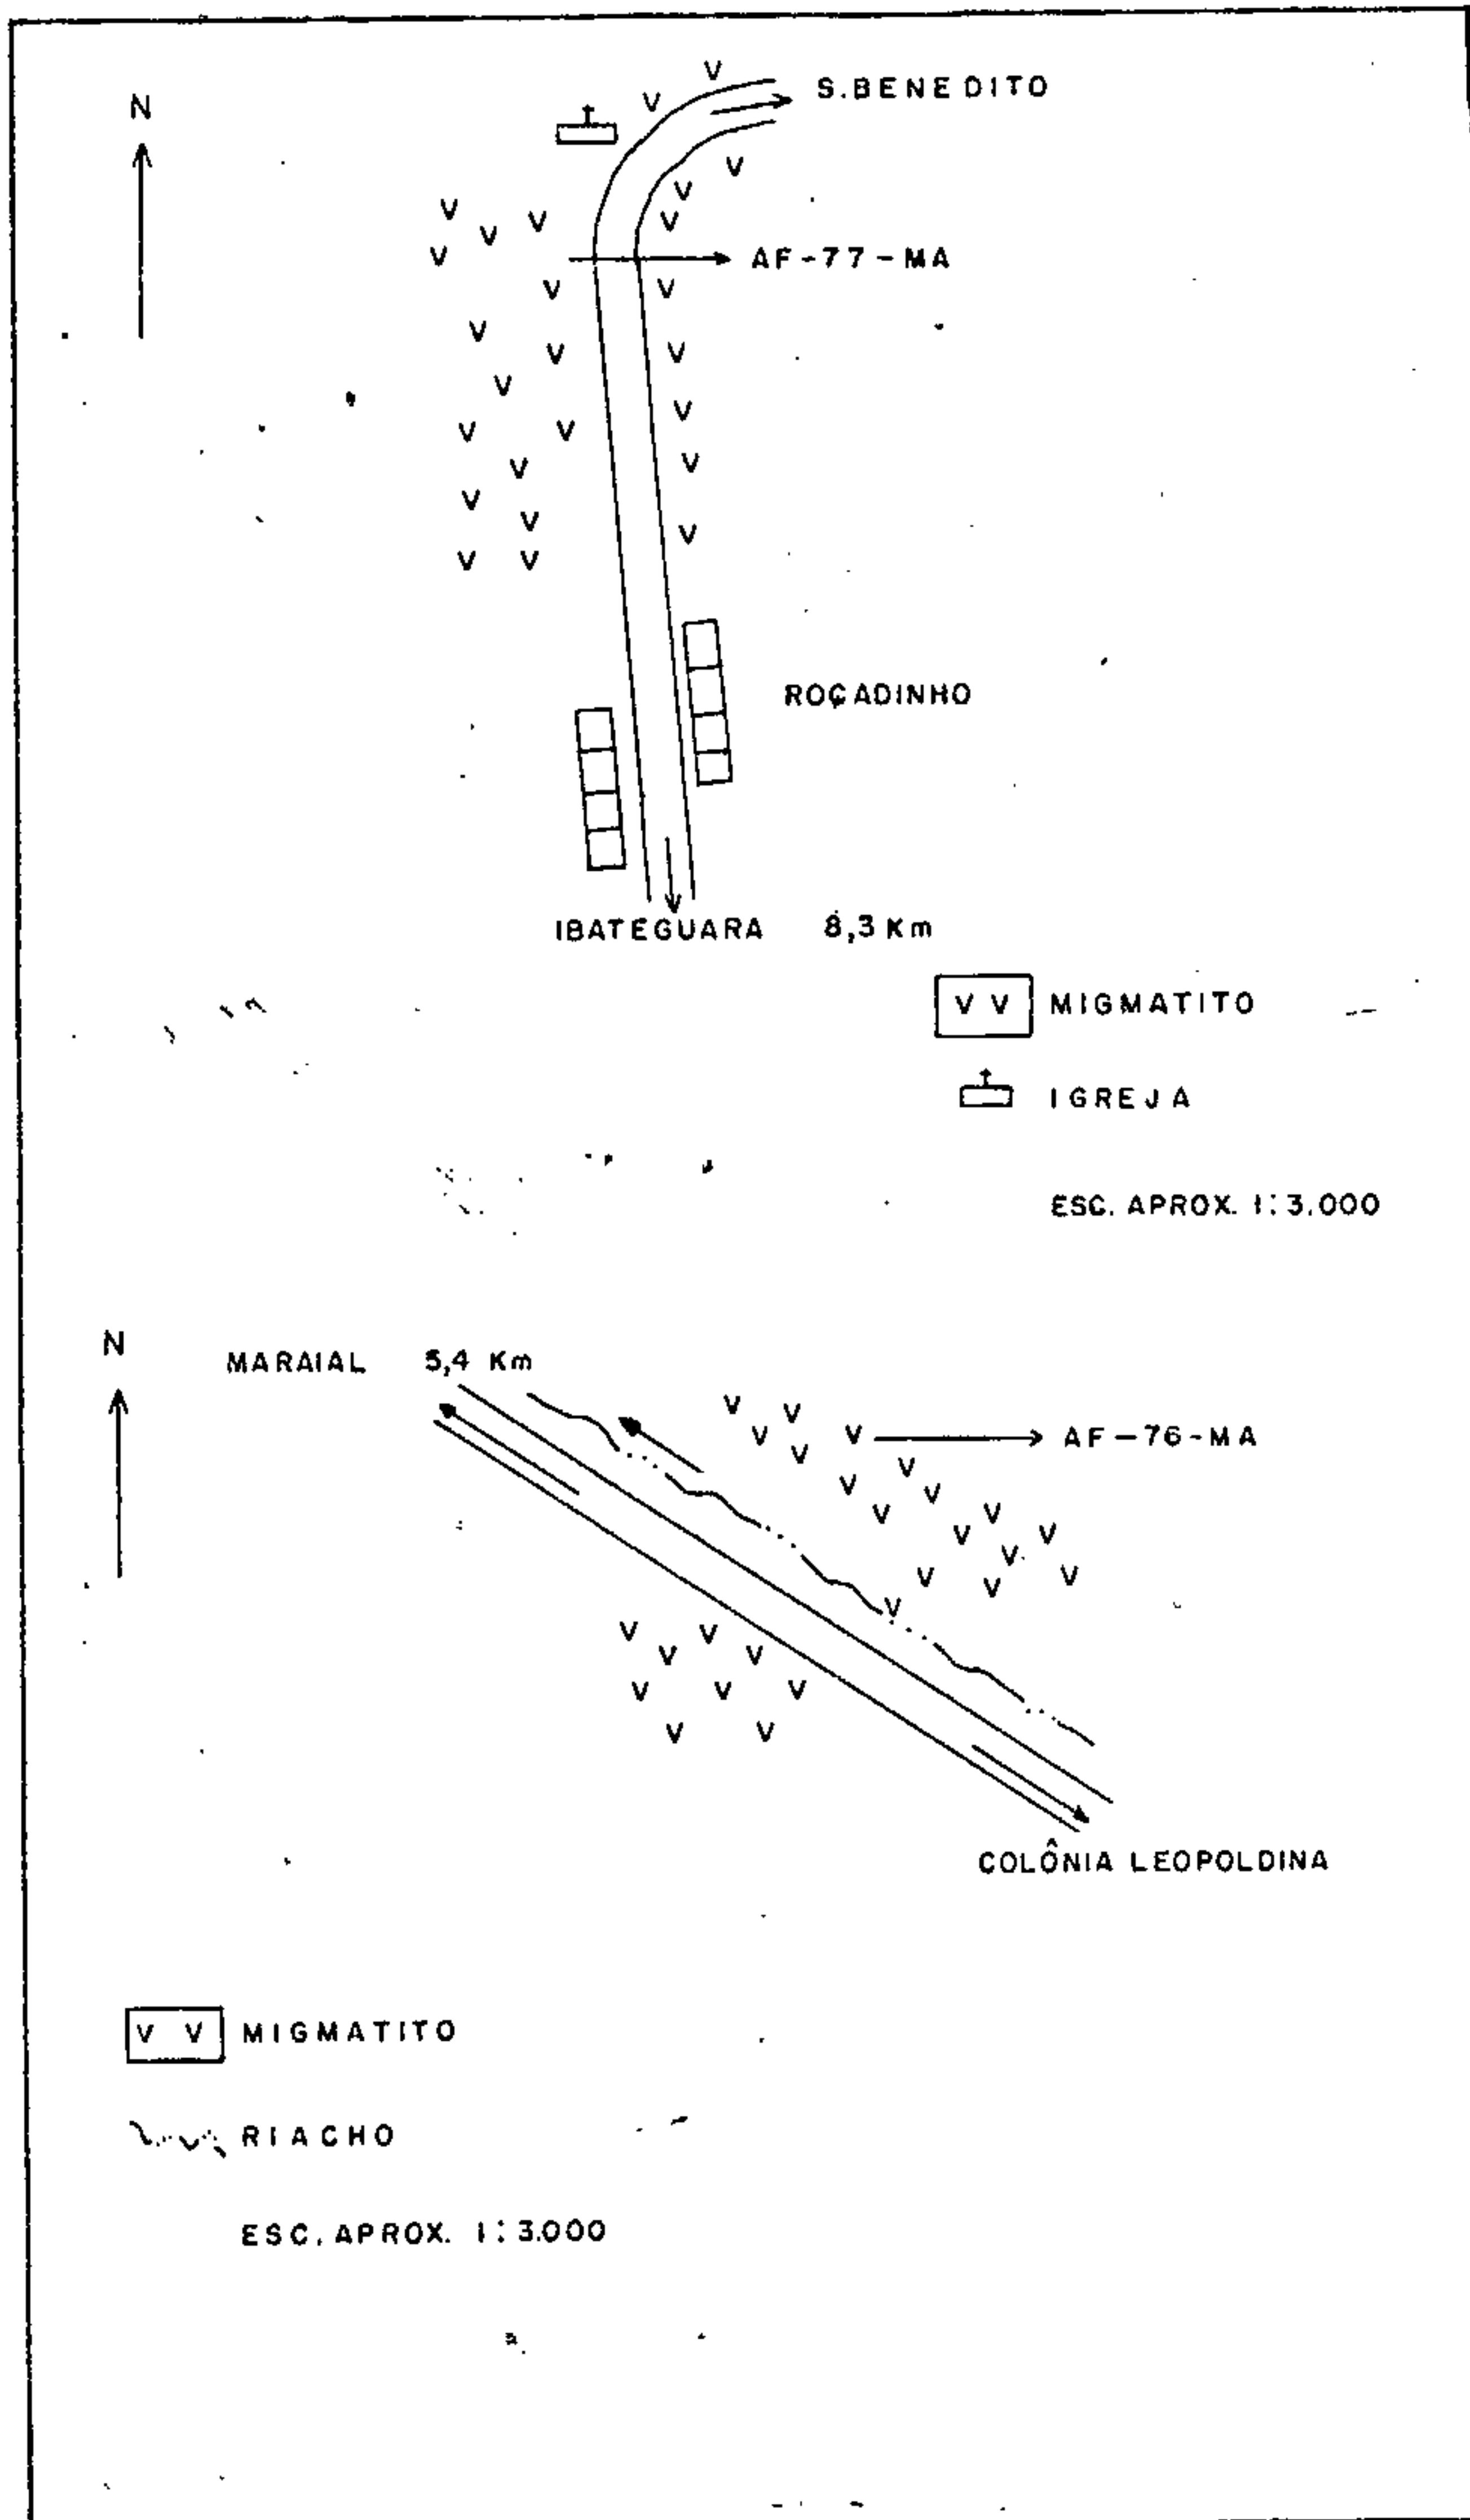 N
S. BENEDITO
AF-77-MA
ROÇADINHO
IBATEGUARA 8,3 Km
V V MIGMATITO
IGREJA
ESC. APROX. 1:3.000
N
MARAIAL 5,4 Km
AF-76-MA
COLÔNIA LEOPOLDINA
V V MIGMATITO
RIACHO
ESC. APROX. 1:3.000